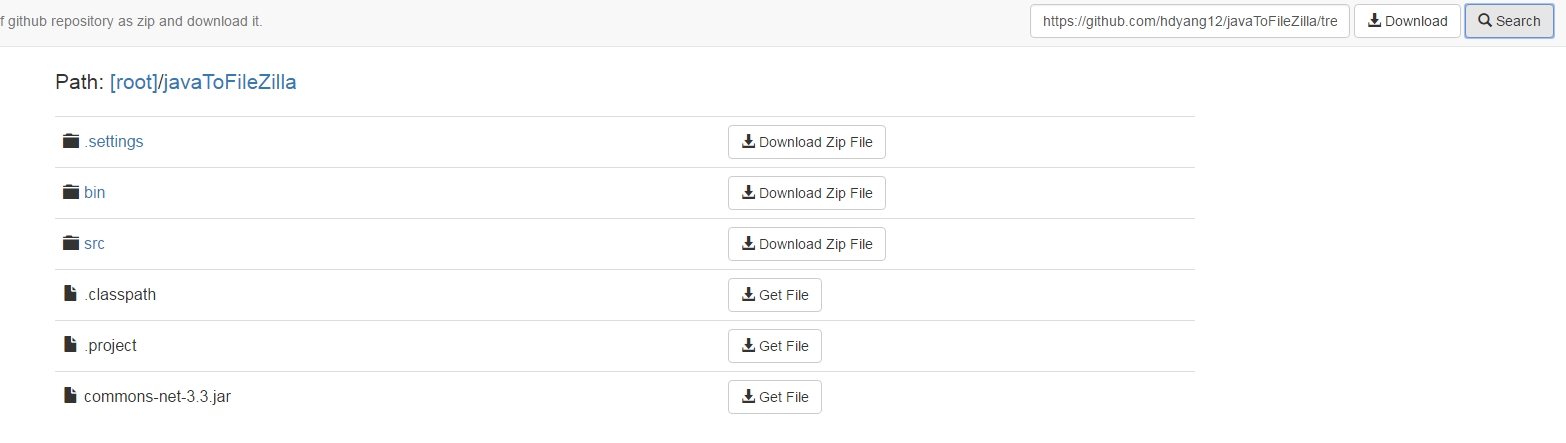 f github repository as zip and download it. https://github.com/hdyang12/javaToFileZilla/tre Download Search
Path: [root]/javaToFileZilla
.settings Download Zip File
bin Download Zip File
src Download Zip File
.classpath Get File
.project Get File
commons-net-3.3.jar Get File